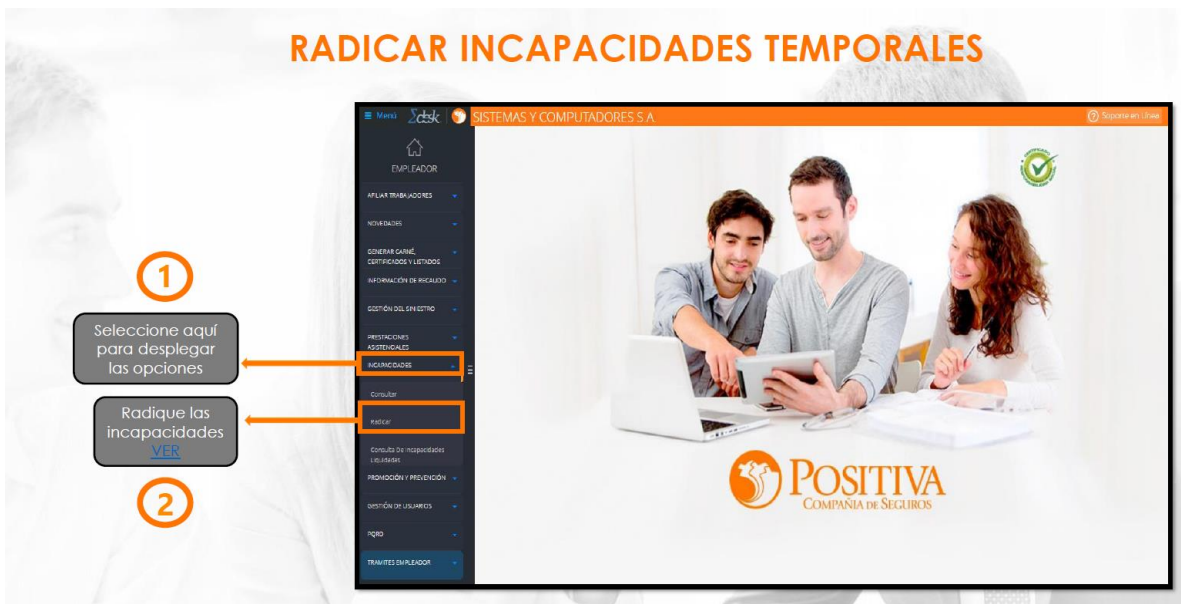 RADICAR INCAPACIDADES TEMPORALES
Menú
Σdesk
SISTEMAS Y COMPUTADORES S.A.
Soporte en Línea
EMPLEADOR
AFILIAR TRABAJADORES
NOVEDADES
GENERAR CARNÉ,
CERTIFICADOS Y LISTADOS
INFORMACIÓN DE RECAUDO
GESTIÓN DEL SINIESTRO
PRESTACIONES
ASISTENCIALES
INCAPACIDADES
Consultar
Radicar
Consulta De Incapacidades
Liquidadas
PROMOCIÓN Y PREVENCIÓN
GESTIÓN DE USUARIOS
PQRD
TRAMITES EMPLEADOR
1
Seleccione aquí
para desplegar
las opciones
Radique las
incapacidades
VER
2
POSITIVA
COMPAÑIA DE SEGUROS